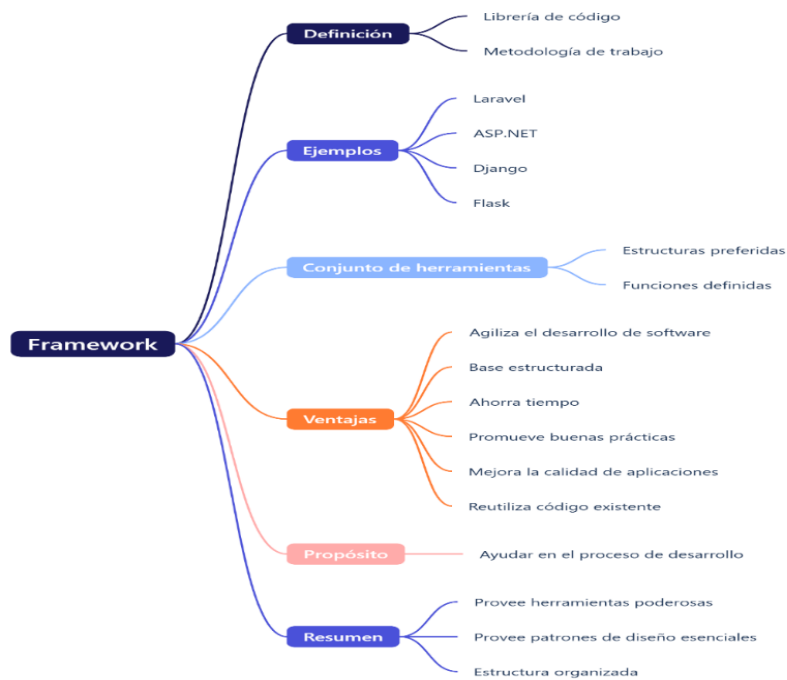 Framework
Definición
Librería de código
Metodología de trabajo
Ejemplos
Laravel
ASP.NET
Django
Flask
Conjunto de herramientas
Estructuras preferidas
Funciones definidas
Ventajas
Agiliza el desarrollo de software
Base estructurada
Ahorra tiempo
Promueve buenas prácticas
Mejora la calidad de aplicaciones
Reutiliza código existente
Propósito
Ayudar en el proceso de desarrollo
Resumen
Provee herramientas poderosas
Provee patrones de diseño esenciales
Estructura organizada